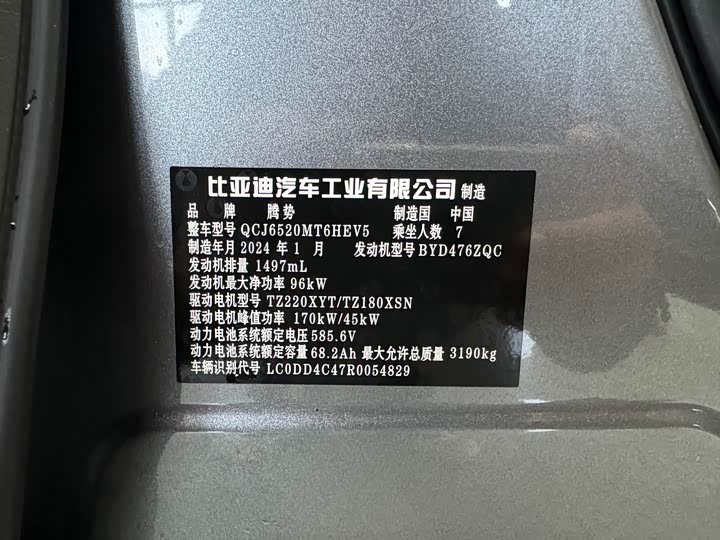 比亚迪汽车工业有限公司 制造
品 牌 腾势 制造国 中国
整车型号 QCJ6520MT6HEV5 乘坐人数 7
制造年月 2024 年 1 月 发动机型号 BYD476ZQC
发动机排量 1497mL
发动机最大净功率 96kW
驱动电机型号 TZ220XYT/TZ180XSN
驱动电机峰值功率 170kW/45kW
动力电池系统额定电压 585.6V
动力电池系统额定容量 68.2Ah 最大允许总质量 3190kg
车辆识别代号 LC0DD4C47R0054829